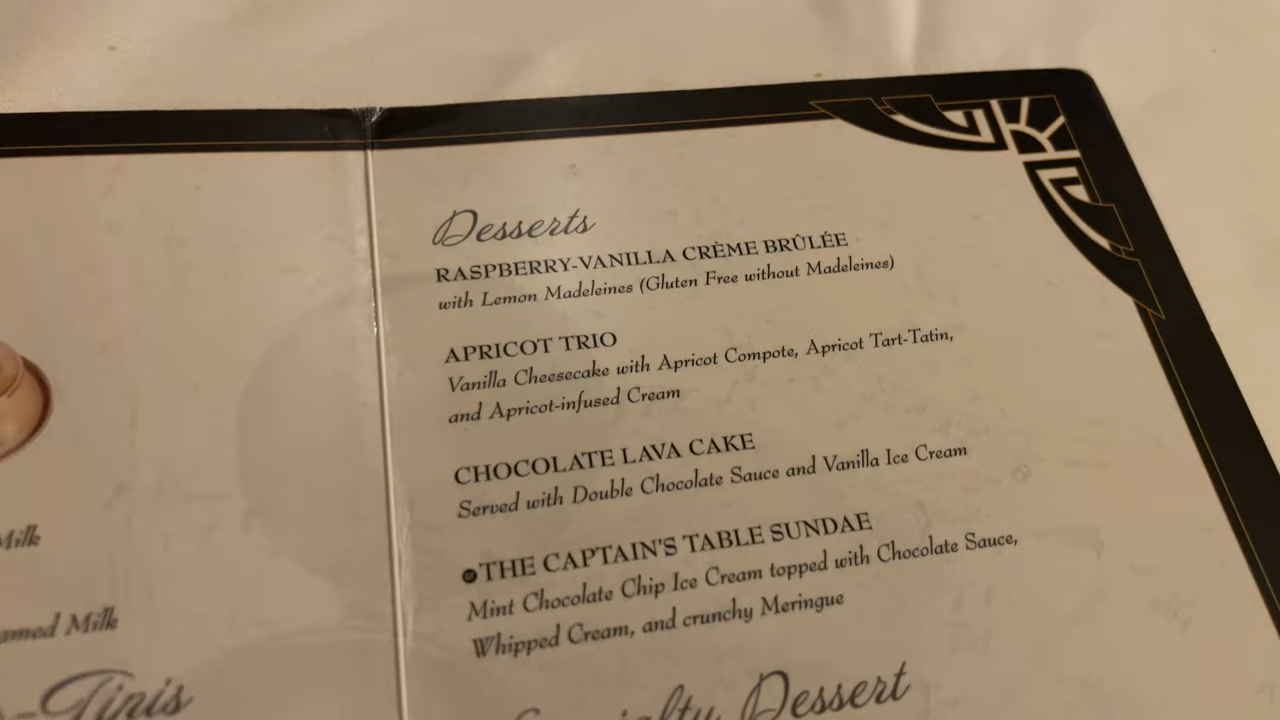 Milk
Milk
Tinis
Desserts
RASPBERRY-VANILLA CRÈME BRÛLÉE
with Lemon Madeleines (Gluten Free without Madeleines)
APRICOT TRIO
Vanilla Cheesecake with Apricot Compote, Apricot Tart-Tatin,
and Apricot-infused Cream
CHOCOLATE LAVA CAKE
Served with Double Chocolate Sauce and Vanilla Ice Cream
THE CAPTAIN'S TABLE SUNDAE
Mint Chocolate Chip Ice Cream topped with Chocolate Sauce,
Whipped Cream, and crunchy Meringue
Dessert